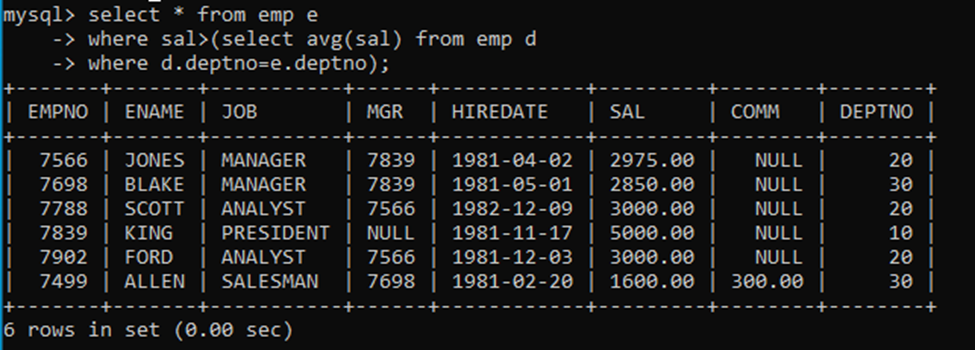 mysql> select * from emp e
    -> where sal>(select avg(sal) from emp d
    -> where d.deptno=e.deptno);
+-------+-------+-----------+------+------------+---------+--------+--------+
| EMPNO | ENAME | JOB       | MGR  | HIREDATE   | SAL     | COMM   | DEPTNO |
+-------+-------+-----------+------+------------+---------+--------+--------+
|  7566 | JONES | MANAGER   | 7839 | 1981-04-02 | 2975.00 |   NULL |     20 |
|  7698 | BLAKE | MANAGER   | 7839 | 1981-05-01 | 2850.00 |   NULL |     30 |
|  7788 | SCOTT | ANALYST   | 7566 | 1982-12-09 | 3000.00 |   NULL |     20 |
|  7839 | KING  | PRESIDENT | NULL | 1981-11-17 | 5000.00 |   NULL |     10 |
|  7902 | FORD  | ANALYST   | 7566 | 1981-12-03 | 3000.00 |   NULL |     20 |
|  7499 | ALLEN | SALESMAN  | 7698 | 1981-02-20 | 1600.00 | 300.00 |     30 |
+-------+-------+-----------+------+------------+---------+--------+--------+
6 rows in set (0.00 sec)